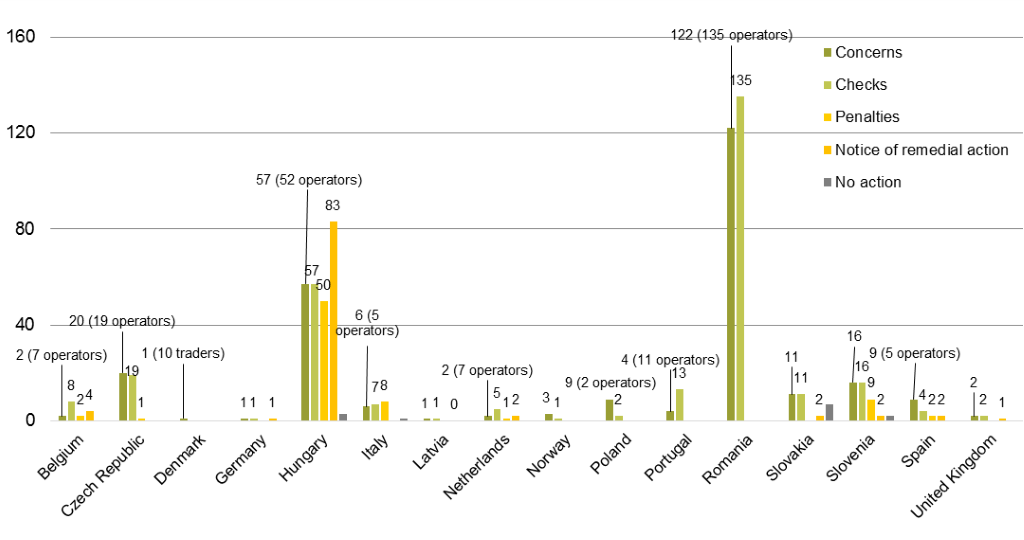 160
122 (135 operators)
Concerns
135
Checks
Penalties
120
Notice of remedial action
57 (52 operators)
No action
83
80
57
50
40
20 (19 operators)
6 (5
operators)
2 (7 operators)
1 (10 traders)
16
9 (5 operators)
11
2 (7 operators)
4 (11 operators)
8
2
4
19
1
1
1
1
7
8
1
1
0
5
1
2
3
1
9 (2 operators)
2
13
11
2
16
9
2
4
2
2
2
2
1
0
Belgium
Czech Republic
Denmark
Germany
Hungary
Italy
Latvia
Netherlands
Norway
Poland
Portugal
Romania
Slovakia
Slovenia
Spain
United Kingdom